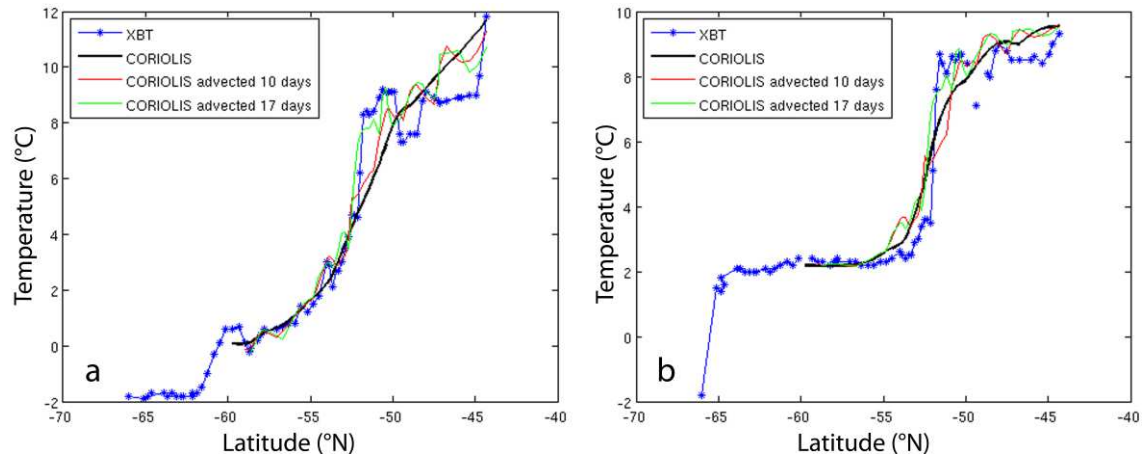 XBT
CORIOLIS
CORIOLIS advected 10 days
CORIOLIS advected 17 days
Temperature (°C)
12
10
8
6
4
2
0
-2
-70
-65
-60
-55
-50
-45
-40
Latitude (°N)
a
XBT
CORIOLIS
CORIOLIS advected 10 days
CORIOLIS advected 17 days
Temperature (°C)
10
8
6
4
2
0
-2
-70
-65
-60
-55
-50
-45
-40
Latitude (°N)
b